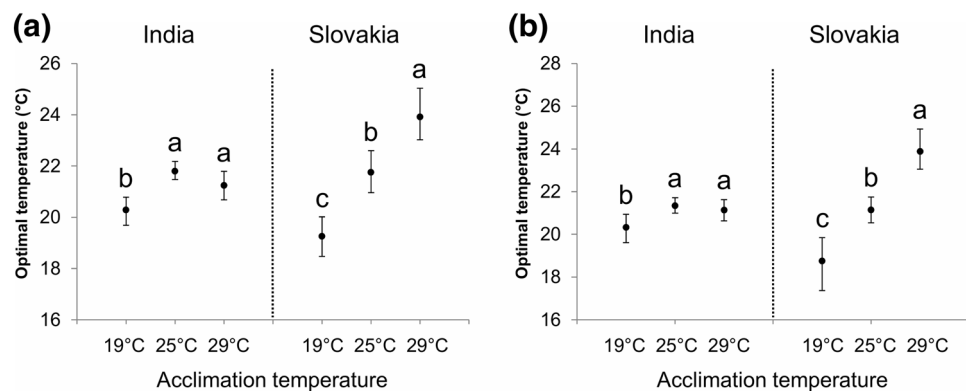 (a)
India Slovakia
Optimal temperature (°C)
26
24
22
20
18
16
b a a c b a
19°C 25°C 29°C 19°C 25°C 29°C
Acclimation temperature
(b)
India Slovakia
Optimal temperature (°C)
28
26
24
22
20
18
16
b a a c b a
19°C 25°C 29°C 19°C 25°C 29°C
Acclimation temperature